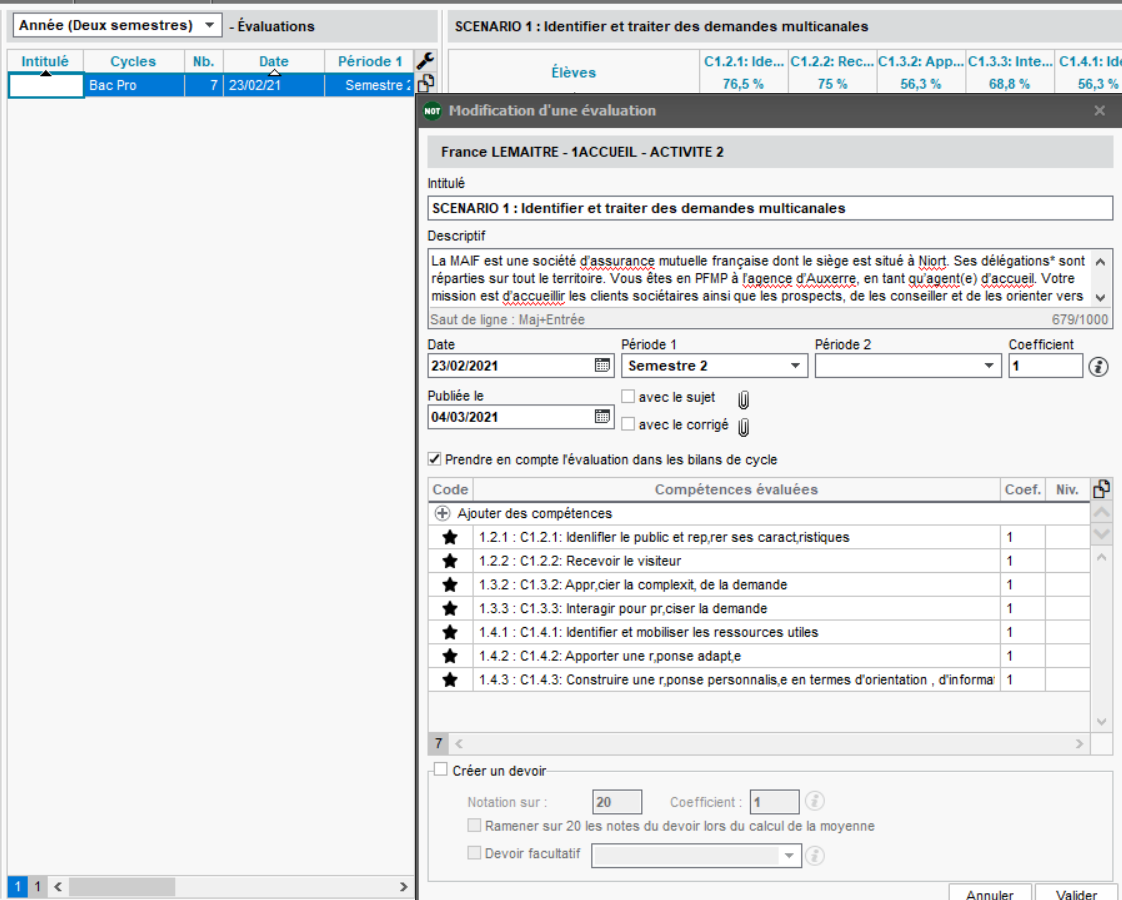 Année (Deux semestres) - Évaluations
SCENARIO 1 : Identifier et traiter des demandes multicanales
Intitulé Cycles Nb. Date Période 1
Bac Pro 7 23/02/21 Semestre 2
Élèves
C1.2.1: Ide... C1.2.2: Rec... C1.3.2: App... C1.3.3: Inte... C1.4.1: Ide
76,5 % 75 % 56,3 % 68,8 % 56,3 %
NOT Modification d'une évaluation
France LEMAITRE - 1ACCUEIL - ACTIVITE 2
Intitulé
SCENARIO 1 : Identifier et traiter des demandes multicanales
Descriptif
La MAIF est une société d'assurance mutuelle française dont le siège est situé à Niort. Ses délégations* sont
réparties sur tout le territoire. Vous êtes en PFMP à l'agence d'Auxerre, en tant qu'agent(e) d'accueil. Votre
mission est d'accueillir les clients sociétaires ainsi que les prospects, de les conseiller et de les orienter vers
Saut de ligne : Maj+Entrée 679/1000
Date Période 1 Période 2 Coefficient
23/02/2021 Semestre 2 1
Publiée le
avec le sujet
04/03/2021
avec le corrigé
Prendre en compte l'évaluation dans les bilans de cycle
Code Compétences évaluées Coef. Niv.
Ajouter des compétences
1.2.1 : C1.2.1: Idenlifler le public et rep,rer ses caract,ristiques 1
1.2.2 : C1.2.2: Recevoir le visiteur 1
1.3.2 : C1.3.2: Appr,cier la complexit, de la demande 1
1.3.3 : C1.3.3: Interagir pour pr,ciser la demande 1
1.4.1 : C1.4.1: Identifier et mobiliser les ressources utiles 1
1.4.2 : C1.4.2: Apporter une r,ponse adapt,e 1
1.4.3 : C1.4.3: Construire une r,ponse personnalis,e en termes d'orientation , d'informat 1
7
Créer un devoir
Notation sur : 20 Coefficient : 1
Ramener sur 20 les notes du devoir lors du calcul de la moyenne
Devoir facultatif
1 1
Annuler Valider